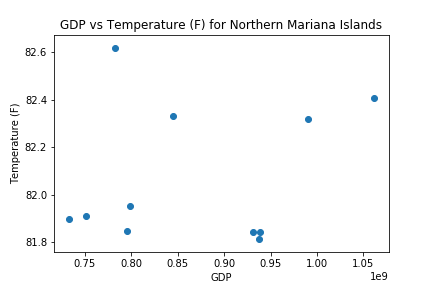 GDP vs Temperature (F) for Northern Mariana Islands
82.6
82.4
82.2
82.0
81.8
Temperature (F)
0.75 0.80 0.85 0.90 0.95 1.00 1.05
GDP
1e9